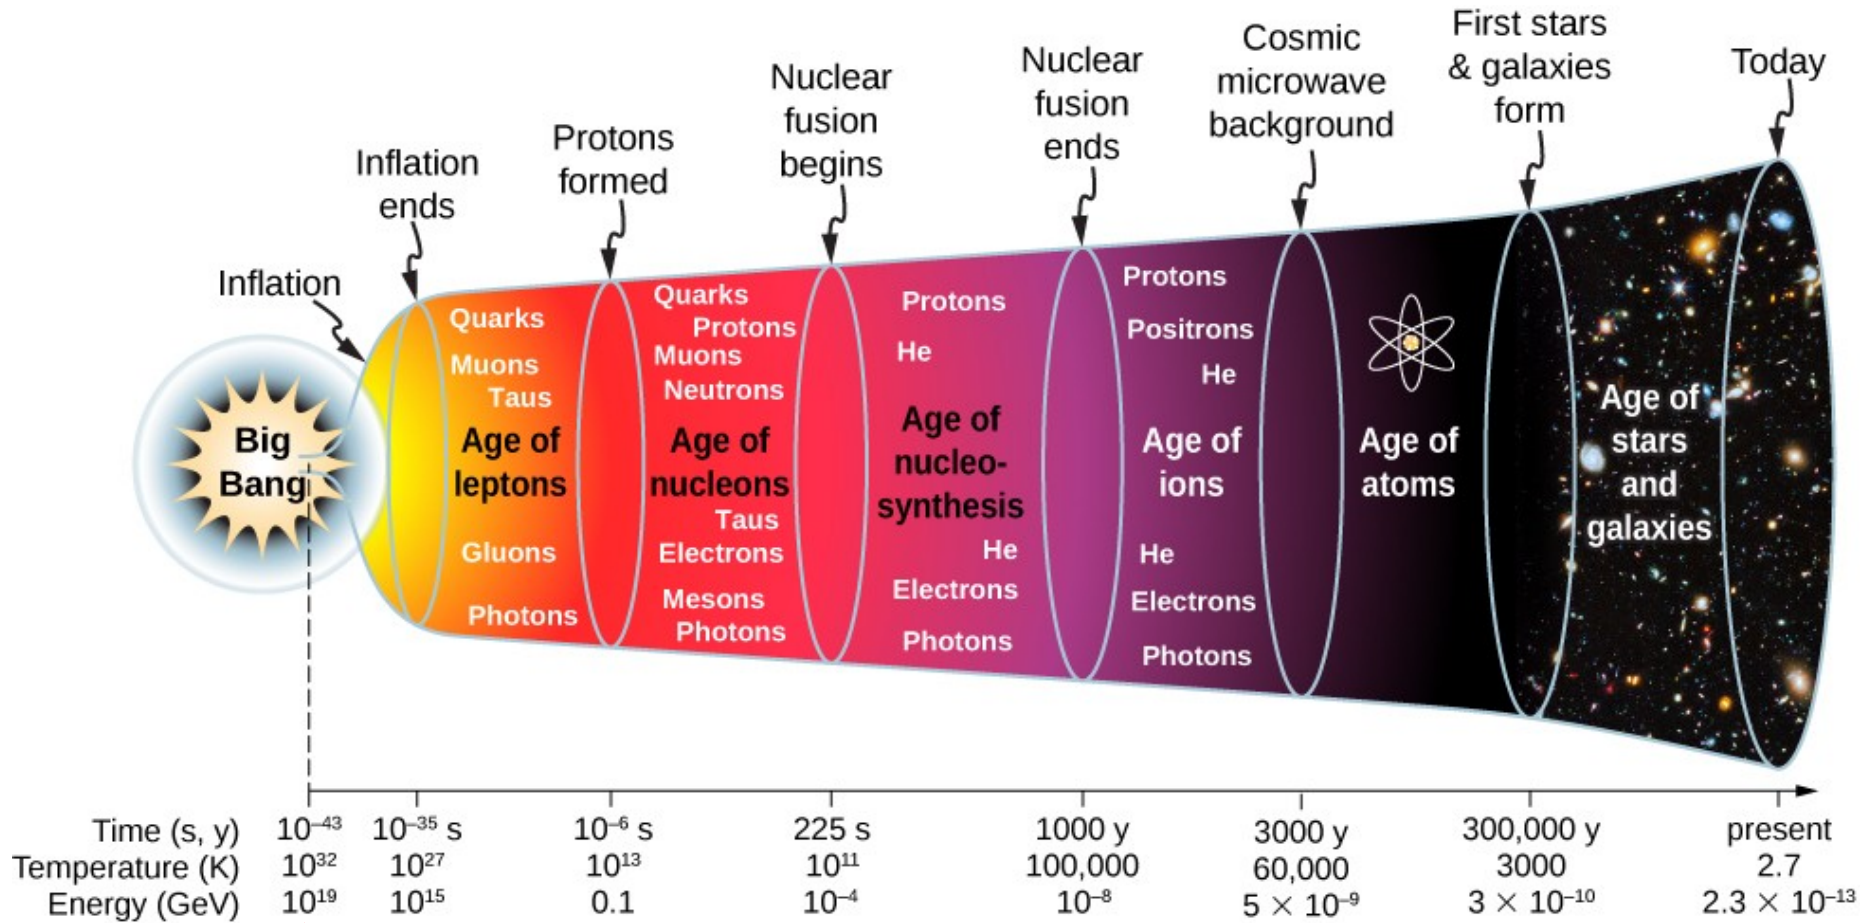 Inflation
Inflation
ends
Protons
formed
Nuclear
fusion
begins
Nuclear
fusion
ends
Cosmic
microwave
background
First stars
& galaxies
form
Today
Big
Bang
Quarks
Muons
Taus
Age of
leptons
Gluons
Photons
Quarks
Protons
Muons
Neutrons
Age of
nucleons
Taus
Electrons
Mesons
Photons
Protons
He
Age of
nucleo-
synthesis
He
Electrons
Photons
Protons
Positrons
He
Age of
ions
He
Electrons
Photons
Age of
atoms
Age of
stars
and
galaxies
Time (s, y) 10⁻⁴³ 10⁻³⁵ s 10⁻⁶ s 225 s 1000 y 3000 y 300,000 y present
Temperature (K) 10³² 10²⁷ 10¹³ 10¹¹ 100,000 60,000 3000 2.7
Energy (GeV) 10¹⁹ 10¹⁵ 0.1 10⁻⁴ 10⁻⁸ 5 × 10⁻⁹ 3 × 10⁻¹⁰ 2.3 × 10⁻¹³